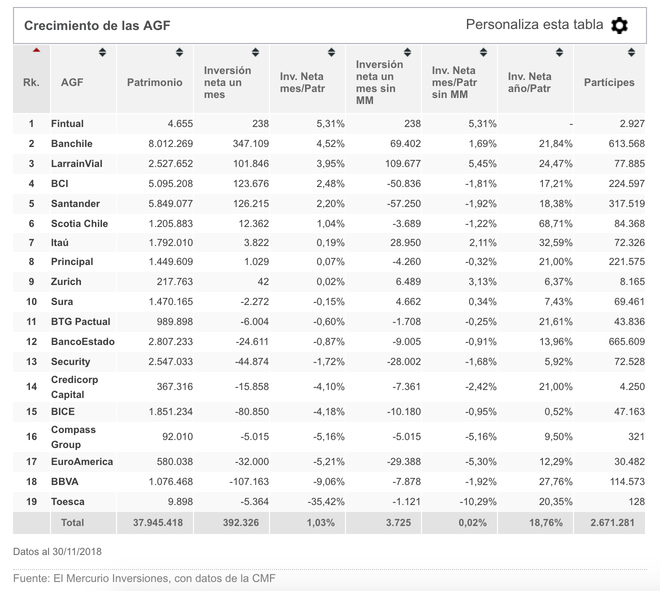 Crecimiento de las AGF
Personaliza esta tabla
Rk. AGF Patrimonio Inversión neta un mes Inv. Neta mes/Patr Inversión neta un mes sin MM Inv. Neta mes/Patr sin MM Inv. Neta año/Patr Partícipes
1 Fintual 4.655 238 5,31% 238 5,31% - 2.927
2 Banchile 8.012.269 347.109 4,52% 69.402 1,69% 21,84% 613.568
3 LarrainVial 2.527.652 101.846 3,95% 109.677 5,45% 24,47% 77.885
4 BCI 5.095.208 123.676 2,48% -50.836 -1,81% 17,21% 224.597
5 Santander 5.849.077 126.215 2,20% -57.250 -1,92% 18,38% 317.519
6 Scotia Chile 1.205.883 12.362 1,04% -3.689 -1,22% 68,71% 84.368
7 Itaú 1.792.010 3.822 0,19% 28.950 2,11% 32,59% 72.326
8 Principal 1.449.609 1.029 0,07% -4.260 -0,32% 21,00% 221.575
9 Zurich 217.763 42 0,02% 6.489 3,13% 6,37% 8.165
10 Sura 1.470.165 -2.272 -0,15% 4.662 0,34% 7,43% 69.461
11 BTG Pactual 989.898 -6.004 -0,60% -1.708 -0,25% 21,61% 43.836
12 BancoEstado 2.807.233 -24.611 -0,87% -9.005 -0,91% 13,96% 665.609
13 Security 2.547.033 -44.874 -1,72% -28.002 -1,68% 5,92% 72.528
14 Credicorp Capital 367.316 -15.858 -4,10% -7.361 -2,42% 21,00% 4.250
15 BICE 1.851.234 -80.850 -4,18% -10.180 -0,95% 0,52% 47.163
16 Compass Group 92.010 -5.015 -5,16% -5.015 -5,16% 9,50% 321
17 EuroAmerica 580.038 -32.000 -5,21% -29.388 -5,30% 12,29% 30.482
18 BBVA 1.076.468 -107.163 -9,06% -7.878 -1,92% 27,76% 114.573
19 Toesca 9.898 -5.364 -35,42% -1.121 -10,29% 20,35% 128
Total 37.945.418 392.326 1,03% 3.725 0,02% 18,76% 2.671.281
Datos al 30/11/2018
Fuente: El Mercurio Inversiones, con datos de la CMF